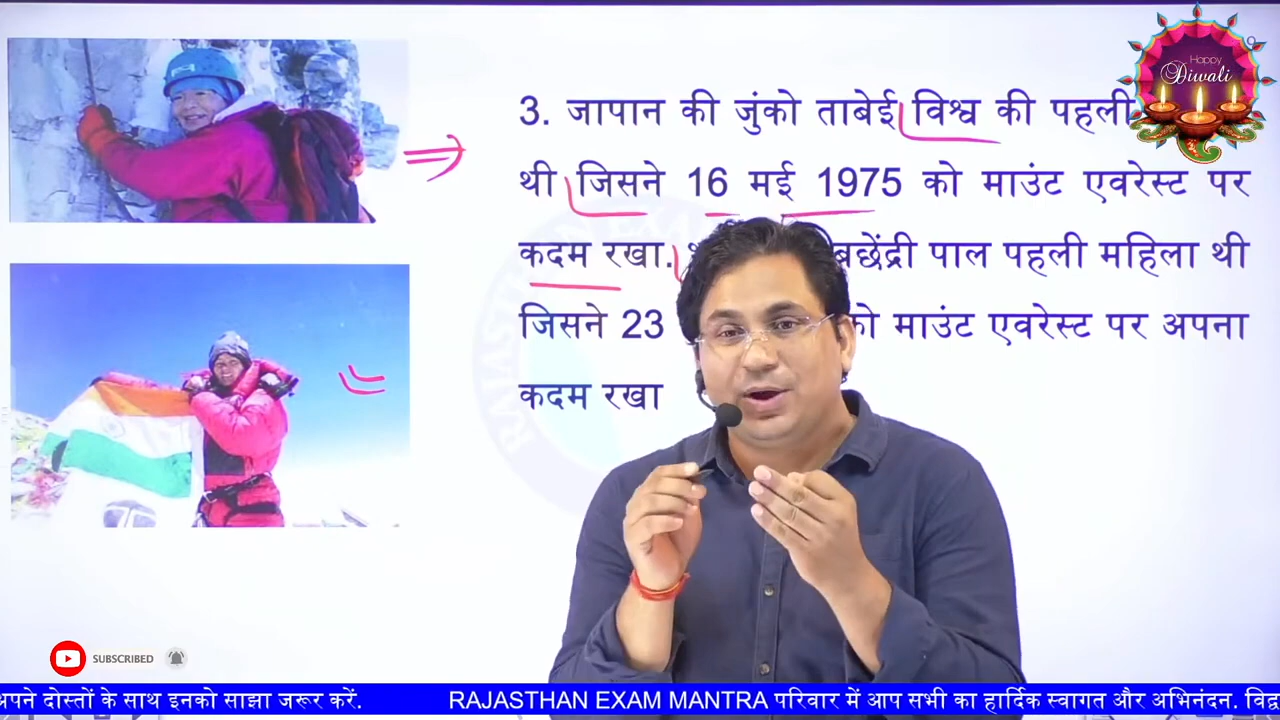 Happy
Diwali
3. जापान की जुंको ताबेई विश्व की पहली
थी जिसने 16 मई 1975 को माउंट एवरेस्ट पर
कदम रखा. बछेंद्री पाल पहली महिला थी
जिसने 23 को माउंट एवरेस्ट पर अपना
कदम रखा
SUBSCRIBED
अपने दोस्तों के साथ इनको साझा जरूर करें. RAJASTHAN EXAM MANTRA परिवार में आप सभी का हार्दिक स्वागत और अभिनंदन.